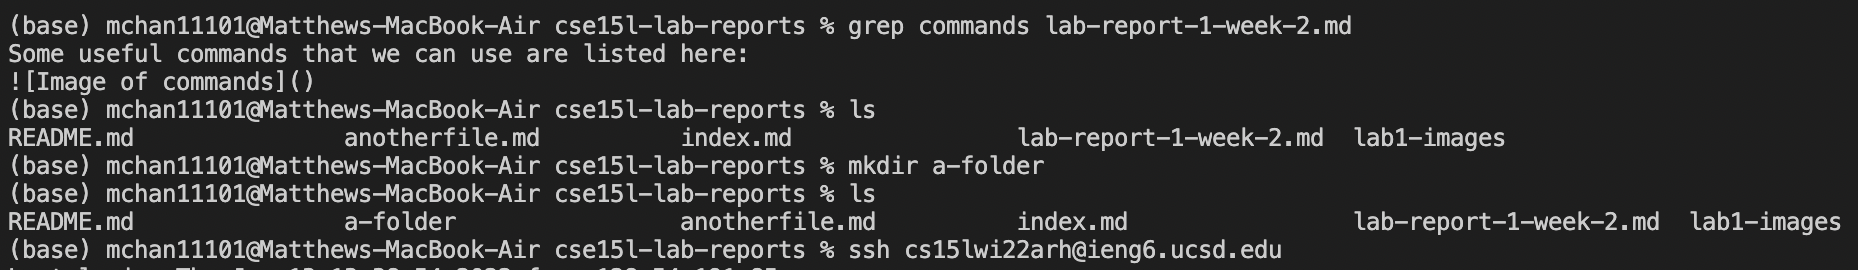 (base) mchan11101@Matthews-MacBook-Air cse15l-lab-reports % grep commands lab-report-1-week-2.md
Some useful commands that we can use are listed here:
![Image of commands]()
(base) mchan11101@Matthews-MacBook-Air cse15l-lab-reports % ls
README.md anotherfile.md index.md lab-report-1-week-2.md lab1-images
(base) mchan11101@Matthews-MacBook-Air cse15l-lab-reports % mkdir a-folder
(base) mchan11101@Matthews-MacBook-Air cse15l-lab-reports % ls
README.md a-folder anotherfile.md index.md lab-report-1-week-2.md lab1-images
(base) mchan11101@Matthews-MacBook-Air cse15l-lab-reports % ssh cs15lwi22arh@ieng6.ucsd.edu